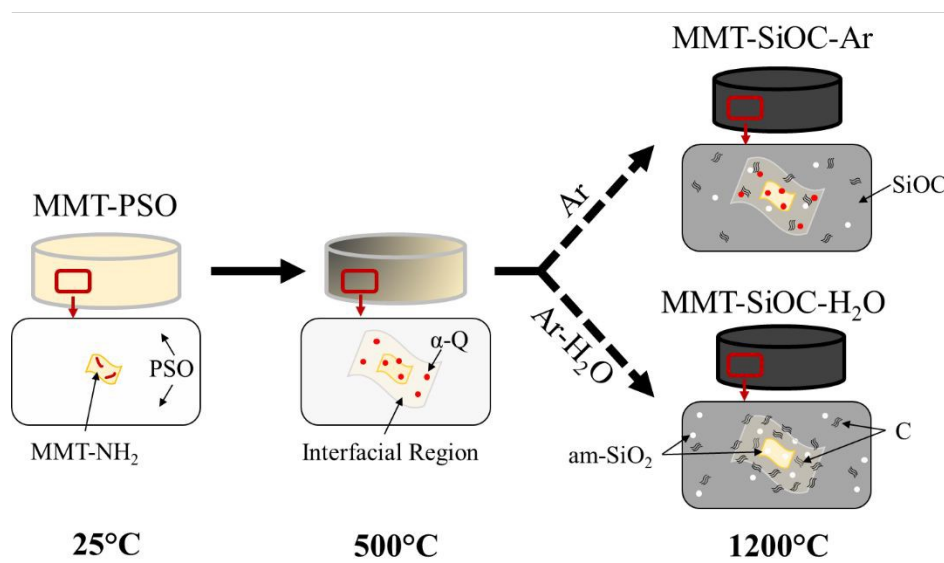 MMT-SiOC-Ar
SiOC
MMT-PSO
Ar
MMT-SiOC-H₂O
Ar-H₂O
PSO
MMT-NH₂
α-Q
Interfacial Region
am-SiO₂
C
25°C
500°C
1200°C